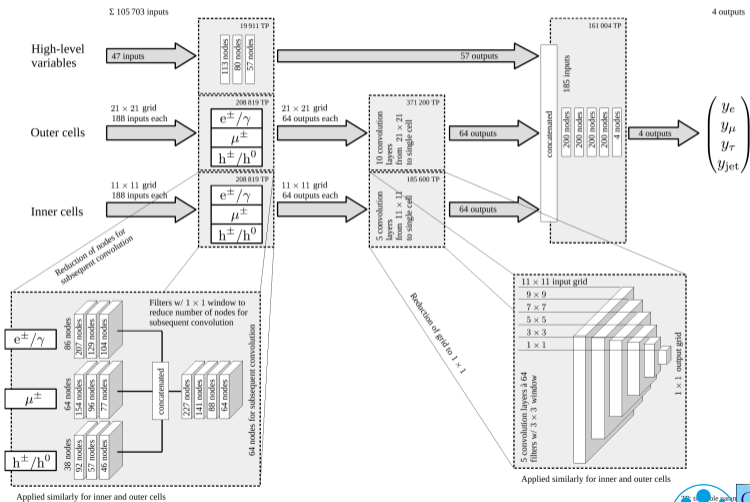 Σ 105 703 inputs
4 outputs
High-level
variables
47 inputs
19 911 TP
113 nodes
80 nodes
57 nodes
57 outputs
161 004 TP
185 inputs
concatenated
200 nodes
200 nodes
200 nodes
200 nodes
4 nodes
4 outputs
y_e
y_μ
y_τ
y_jet
Outer cells
21 × 21 grid
188 inputs each
208 819 TP
e±/γ
μ±
h±/h⁰
21 × 21 grid
64 outputs each
371 200 TP
10 convolution
layers
from 21 × 21
to single cell
64 outputs
Inner cells
11 × 11 grid
188 inputs each
208 819 TP
e±/γ
μ±
h±/h⁰
11 × 11 grid
64 outputs each
185 600 TP
5 convolution
layers
from 11 × 11
to single cell
64 outputs
Reduction of nodes for
subsequent convolution
Filters w/ 1 × 1 window to
reduce number of nodes for
subsequent convolution
e±/γ
86 nodes
207 nodes
129 nodes
104 nodes
μ±
64 nodes
154 nodes
96 nodes
77 nodes
h±/h⁰
38 nodes
92 nodes
57 nodes
46 nodes
concatenated
227 nodes
141 nodes
88 nodes
64 nodes
64 nodes for subsequent convolution
Applied similarly for inner and outer cells
Reduction of grid to 1 × 1
11 × 11 input grid
9 × 9
7 × 7
5 × 5
3 × 3
1 × 1
5 convolution layers à 64
filters w/ 3 × 3 window
1 × 1 output grid
Applied similarly for inner and outer cells